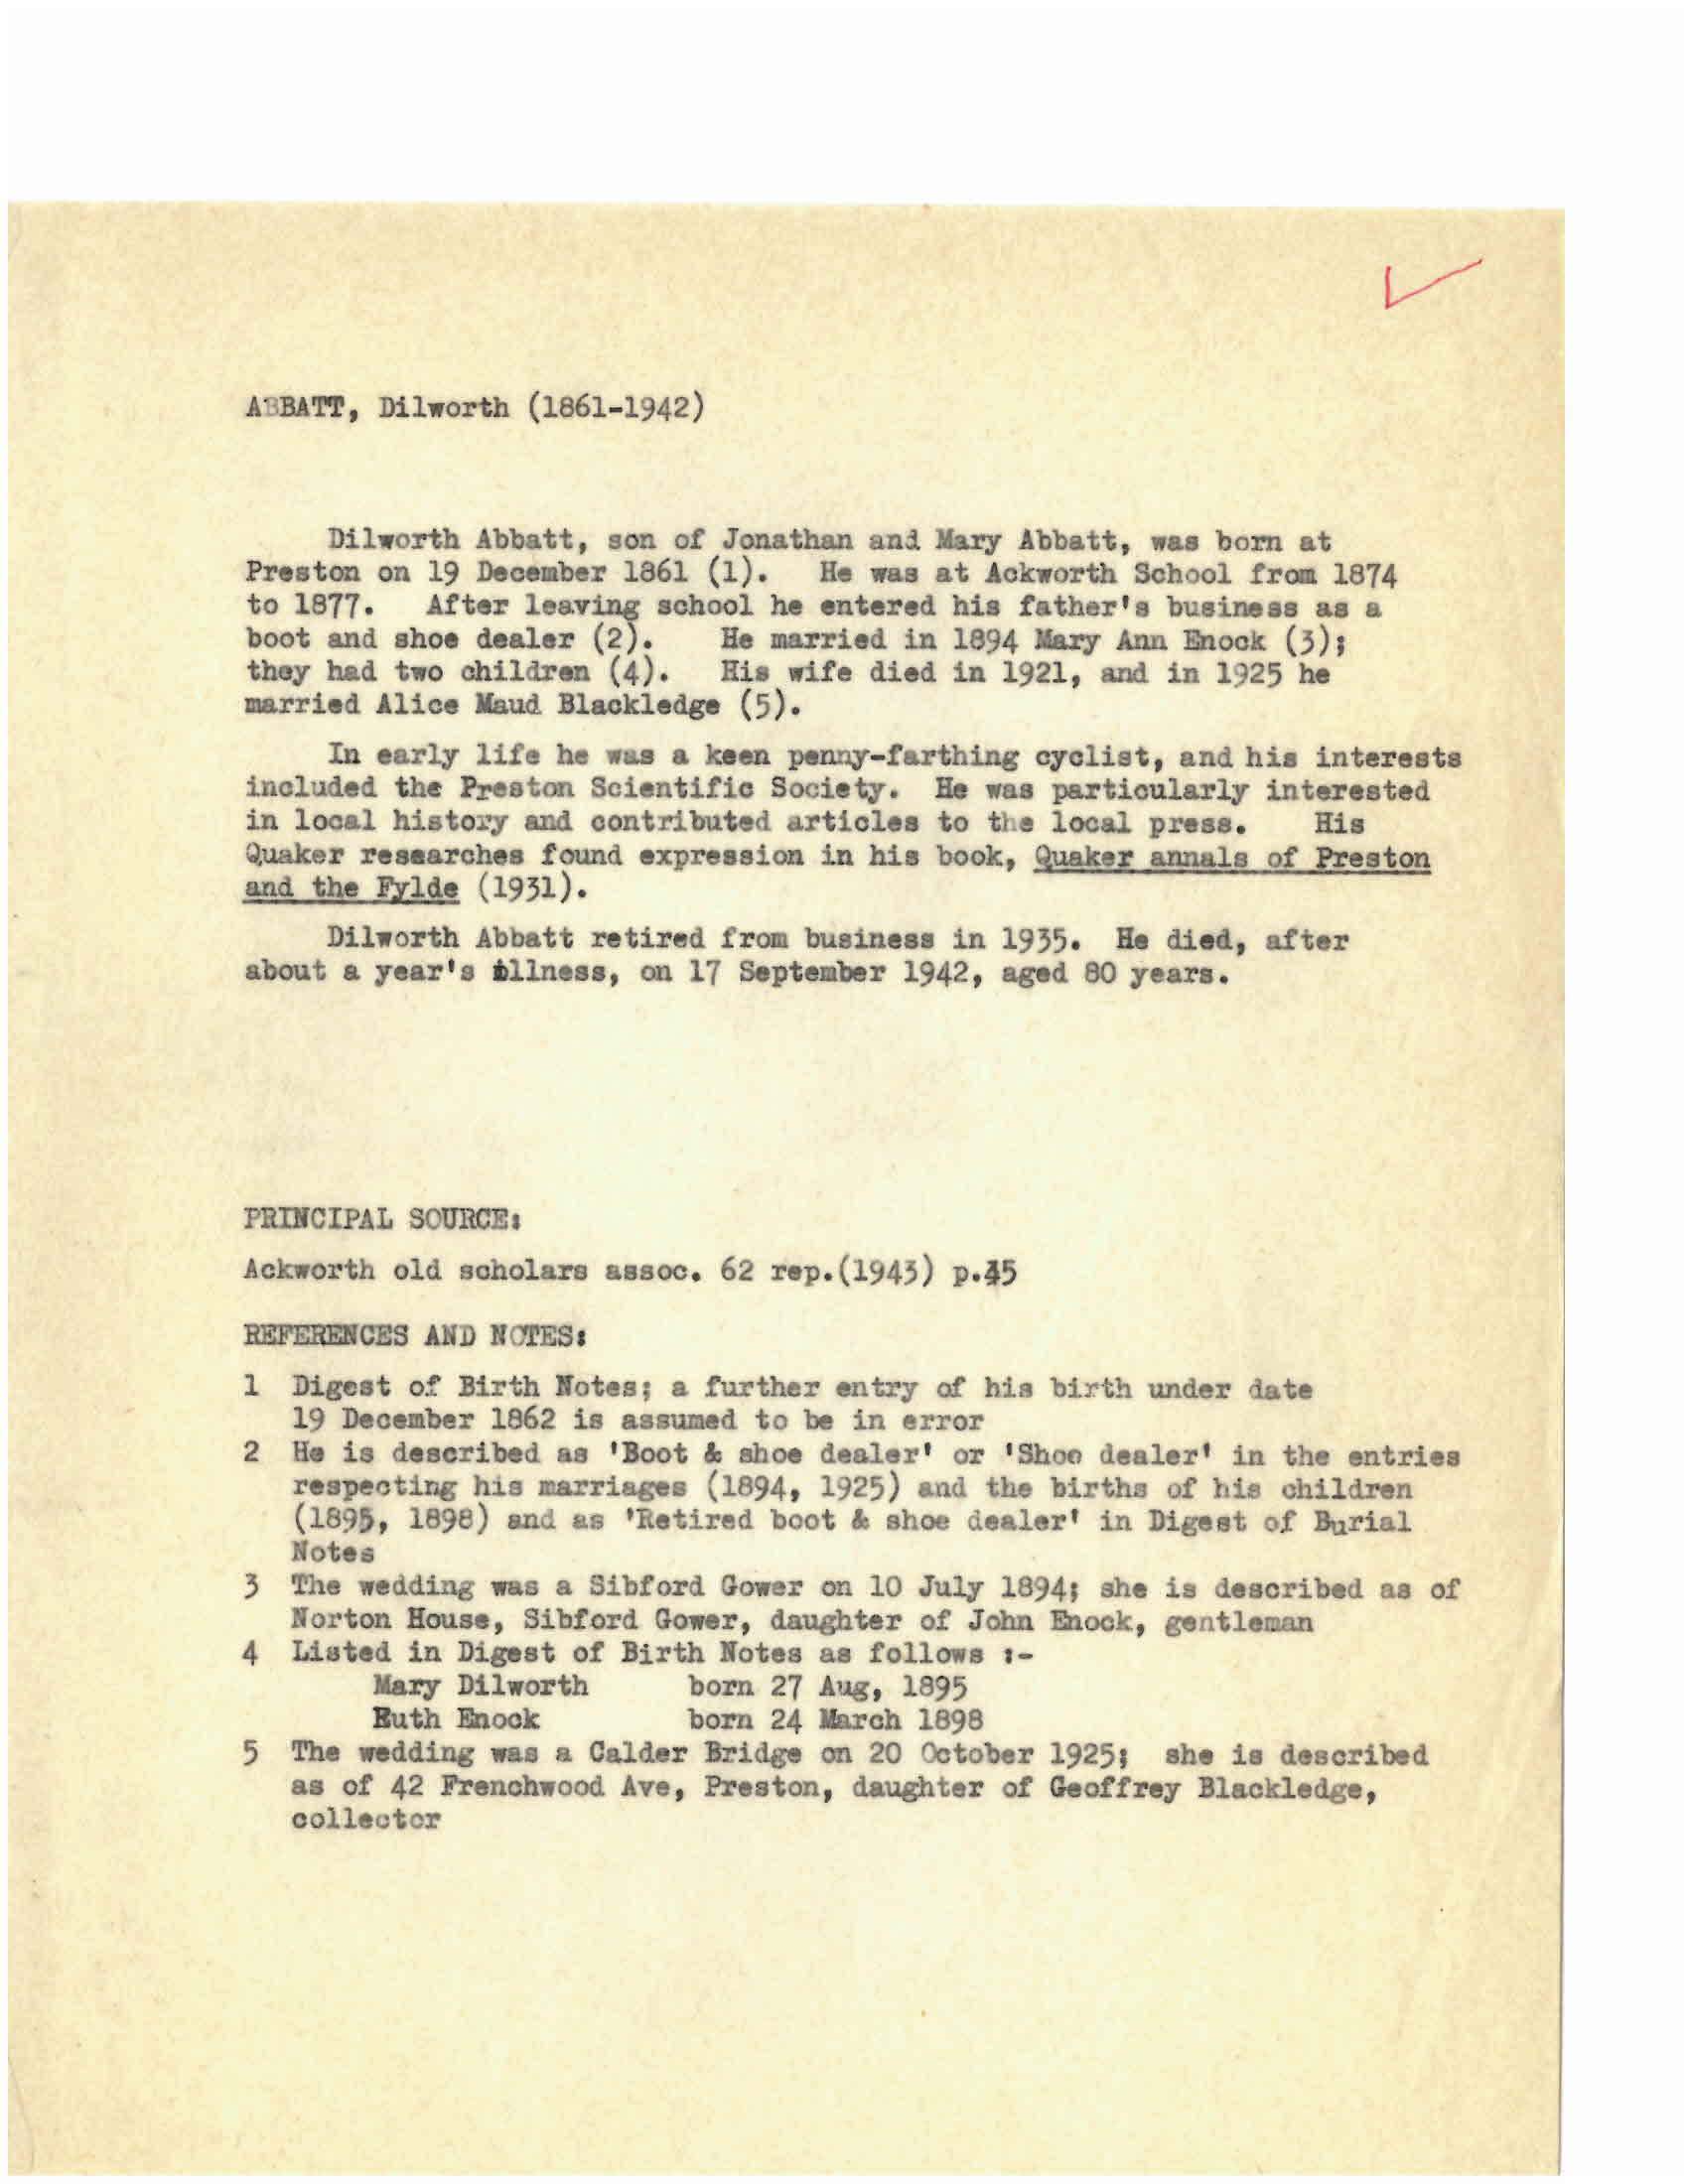 ABBATT, Dilworth (1861-1942)
Dilworth Abbatt, son of Jonathan and Mary Abbatt, was born at
Preston on 19 December 1861 (1). He was at Ackworth School from 1874
to 1877. After leaving school he entered his father's business as a
boot and shoe dealer (2). He married in 1894 Mary Ann Enock (3);
they had two children (4). His wife died in 1921, and in 1925 he
married Alice Maud Blackledge (5).
In early life he was a keen penny-farthing cyclist, and his interests
included the Preston Scientific Society. He was particularly interested
in local history and contributed articles to the local press. His
Quaker researches found expression in his book, Quaker annals of Preston
and the Fylde (1931).
Dilworth Abbatt retired from business in 1935. He died, after
about a year's illness, on 17 September 1942, aged 80 years.
PRINCIPAL SOURCE:
Ackworth old scholars assoc. 62 rep.(1943) p.45
REFERENCES AND NOTES:
1 Digest of Birth Notes; a further entry of his birth under date
19 December 1862 is assumed to be in error
2 He is described as 'Boot & shoe dealer' or 'Shoe dealer' in the entries
respecting his marriages (1894, 1925) and the births of his children
(1895, 1898) and as 'Retired boot & shoe dealer' in Digest of Burial
Notes
3 The wedding was a Sibford Gower on 10 July 1894; she is described as of
Norton House, Sibford Gower, daughter of John Enock, gentleman
4 Listed in Digest of Birth Notes as follows :-
Mary Dilworth born 27 Aug, 1895
Ruth Enock born 24 March 1898
5 The wedding was a Calder Bridge on 20 October 1925; she is described
as of 42 Frenchwood Ave, Preston, daughter of Geoffrey Blackledge,
collector